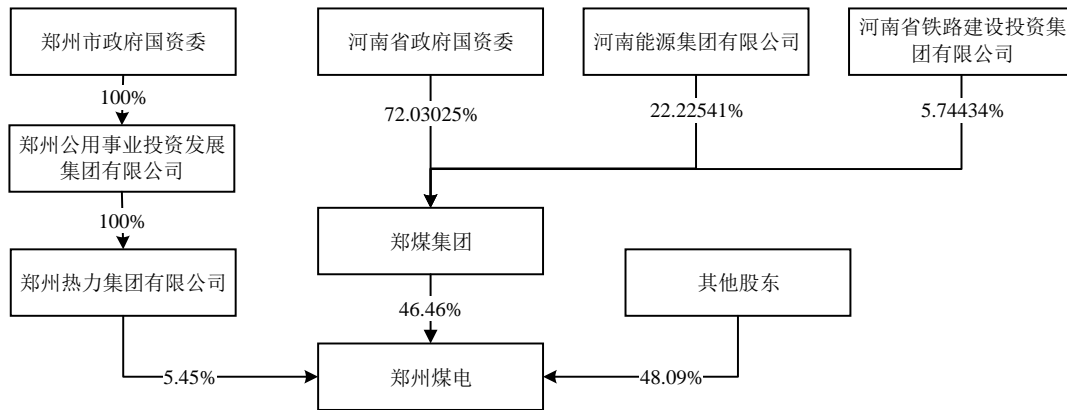 郑州市政府国资委
河南省政府国资委
河南能源集团有限公司
河南省铁路建设投资集
团有限公司
100%
72.03025%
22.22541%
5.74434%
郑州公用事业投资发展
集团有限公司
100%
郑煤集团
郑州热力集团有限公司
其他股东
46.46%
5.45%
郑州煤电
48.09%